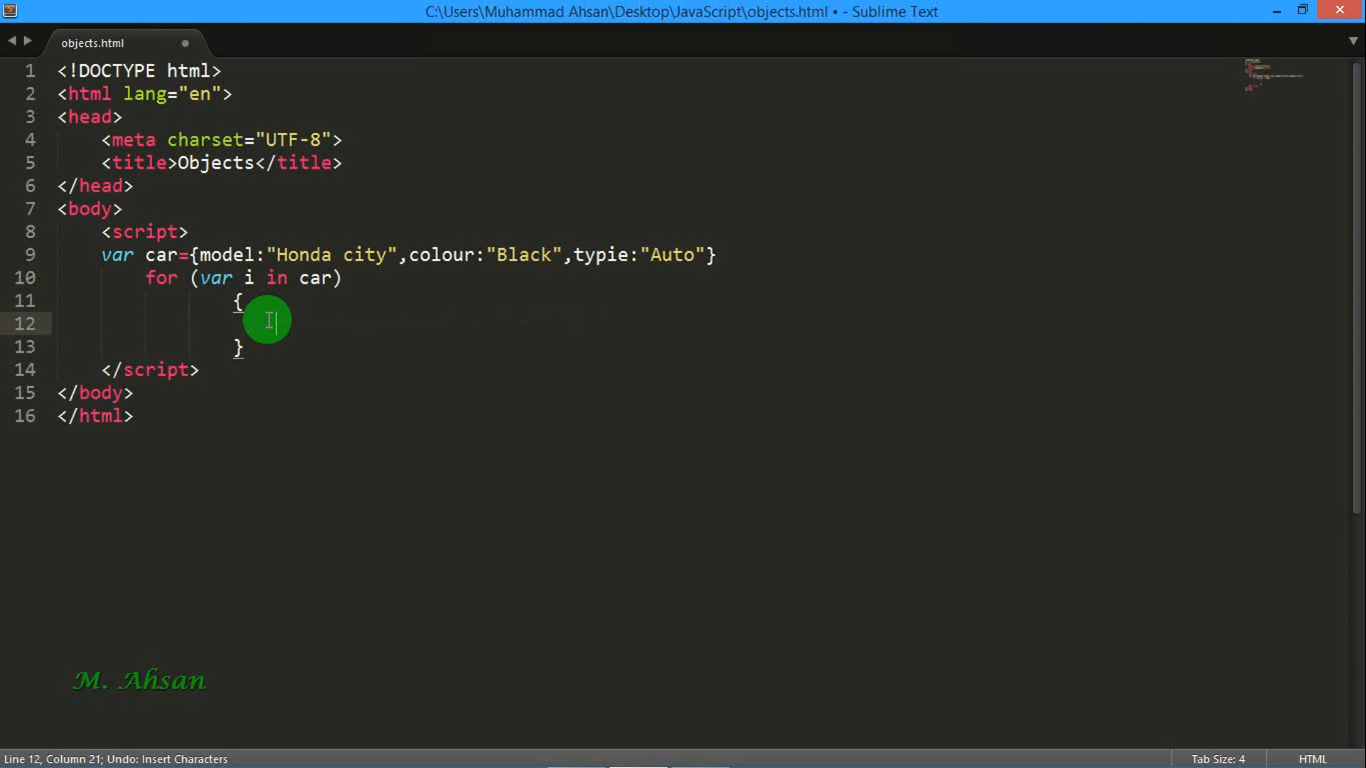 C:\Users\Muhammad Ahsan\Desktop\JavaScript\objects.html • - Sublime Text
objects.html
1 <!DOCTYPE html>
2 <html lang="en">
3 <head>
4     <meta charset="UTF-8">
5     <title>Objects</title>
6 </head>
7 <body>
8     <script>
9     var car={model:"Honda city",colour:"Black",typie:"Auto"}
10         for (var i in car)
11                 {
12
13                 }
14     </script>
15 </body>
16 </html>
M. Ahsan
Line 12, Column 21; Undo: Insert Characters Tab Size: 4 HTML